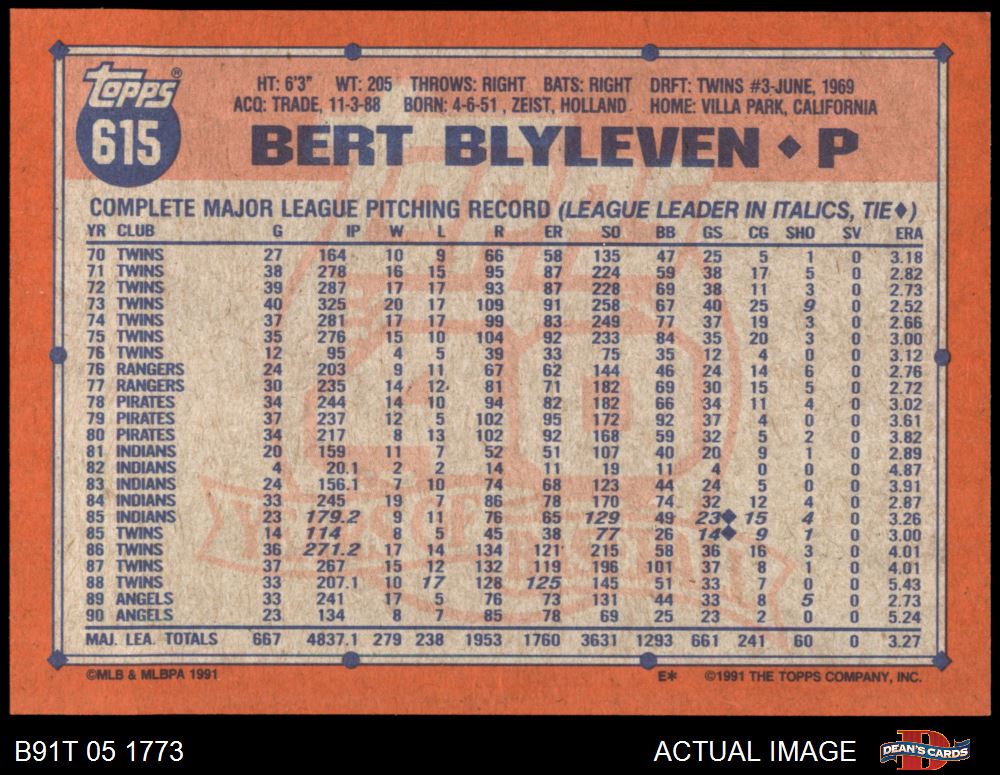 topps®
615
HT: 6'3" WT: 205 THROWS: RIGHT BATS: RIGHT DRFT: TWINS #3-JUNE, 1969
ACQ: TRADE, 11-3-88 BORN: 4-6-51 , ZEIST, HOLLAND HOME: VILLA PARK, CALIFORNIA
BERT BLYLEVEN ◆ P
COMPLETE MAJOR LEAGUE PITCHING RECORD (LEAGUE LEADER IN ITALICS, TIE◆)
YR CLUB G IP W L R ER SO BB GS CG SHO SV ERA
70 TWINS 27 164 10 9 66 58 135 47 25 5 1 0 3.18
71 TWINS 38 278 16 15 95 87 224 59 38 17 5 0 2.82
72 TWINS 39 287 17 17 93 87 228 69 38 11 3 0 2.73
73 TWINS 40 325 20 17 109 91 258 67 40 25 9 0 2.52
74 TWINS 37 281 17 17 99 83 249 77 37 19 3 0 2.66
75 TWINS 35 276 15 10 104 92 233 84 35 20 3 0 3.00
76 TWINS 12 95 4 5 39 33 75 35 12 4 0 0 3.12
76 RANGERS 24 203 9 11 67 62 144 46 24 14 6 0 2.76
77 RANGERS 30 235 14 12 81 71 182 69 30 15 5 0 2.72
78 PIRATES 34 244 14 10 94 82 182 66 34 11 4 0 3.02
79 PIRATES 37 237 12 5 102 95 172 92 37 4 0 0 3.61
80 PIRATES 34 217 8 13 102 92 168 59 32 5 2 0 3.82
81 INDIANS 20 159 11 7 52 51 107 40 20 9 1 0 2.89
82 INDIANS 4 20.1 2 2 14 11 19 11 4 0 0 0 4.87
83 INDIANS 24 156.1 7 10 74 68 123 44 24 5 0 0 3.91
84 INDIANS 33 245 19 7 86 78 170 74 32 12 4 0 2.87
85 INDIANS 23 179.2 9 11 76 65 129 49 23◆ 15 4 0 3.26
85 TWINS 14 114 8 5 45 38 77 26 14◆ 9 1 0 3.00
86 TWINS 36 271.2 17 14 134 121 215 58 36 16 3 0 4.01
87 TWINS 37 267 15 12 132 119 196 101 37 8 1 0 4.01
88 TWINS 33 207.1 10 17 128 125 145 51 33 7 0 0 5.43
89 ANGELS 33 241 17 5 76 73 131 44 33 8 5 0 2.73
90 ANGELS 23 134 8 7 85 78 69 25 23 2 0 0 5.24
MAJ. LEA. TOTALS 667 4837.1 279 238 1953 1760 3631 1293 661 241 60 0 3.27
©MLB & MLBPA 1991 E* ©1991 THE TOPPS COMPANY, INC.
B91T 05 1773 ACTUAL IMAGE DEAN'S CARDS